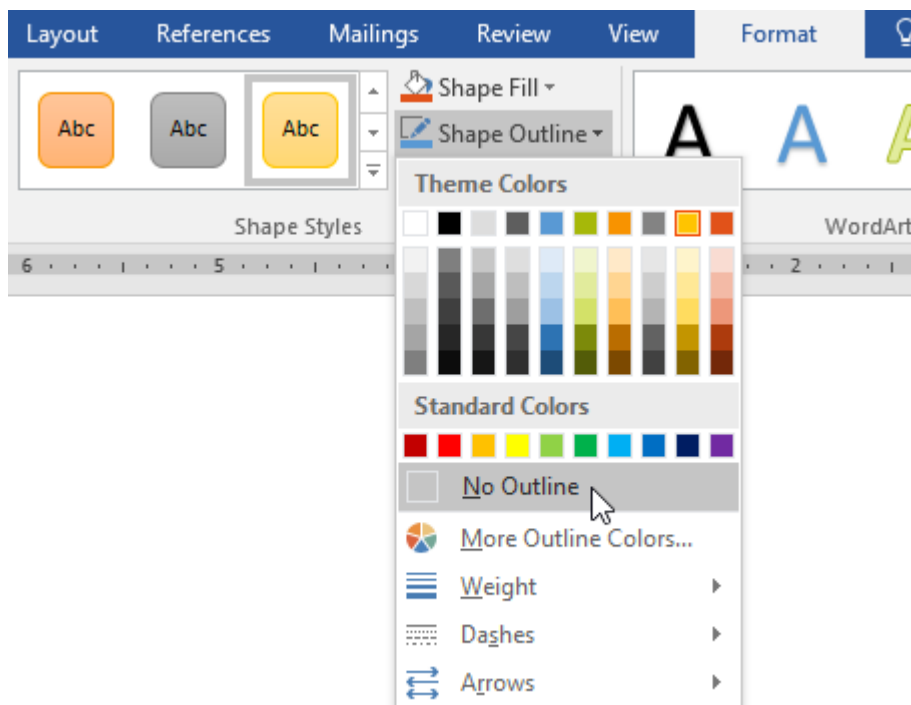 Layout References Mailings Review View Format
Shape Fill
Abc Abc Abc Shape Outline A A A
Shape Styles WordArt
6 5 2
Theme Colors
Standard Colors
No Outline
More Outline Colors...
Weight
Dashes
Arrows